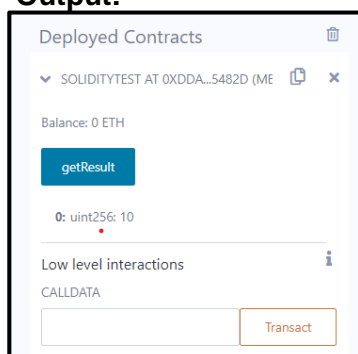 Output:
Deployed Contracts
SOLIDITYTEST AT 0XDDA...5482D (ME
Balance: 0 ETH
getResult
0: uint256: 10
Low level interactions
i
CALLDATA
Transact